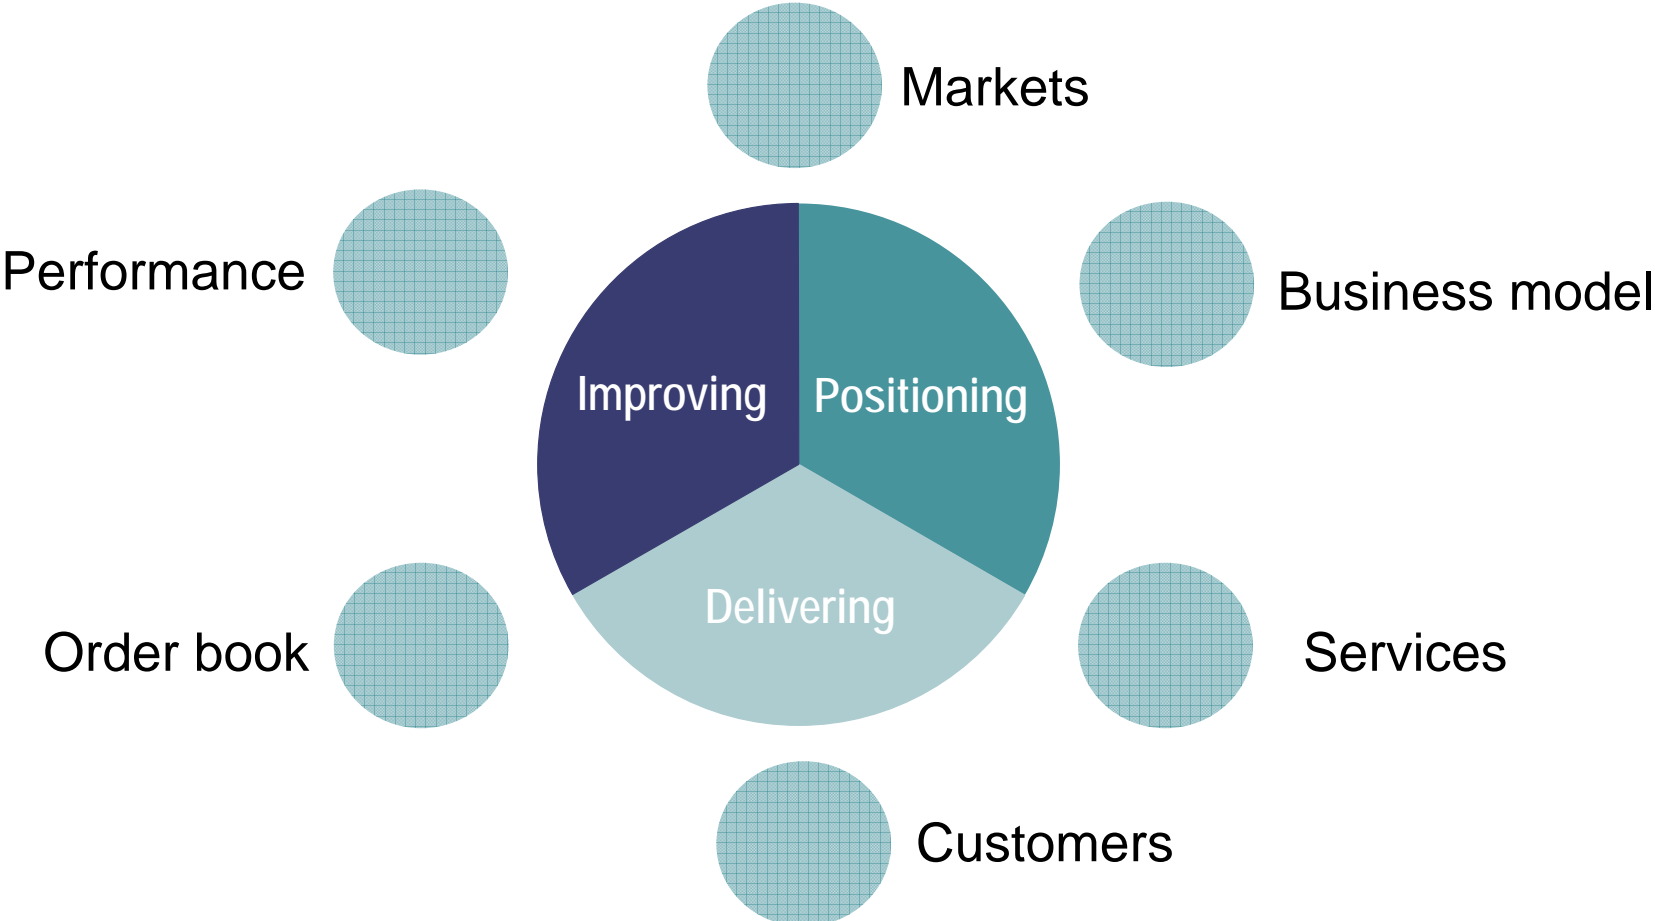 Markets
Performance
Business model
Improving
Positioning
Delivering
Order book
Services
Customers